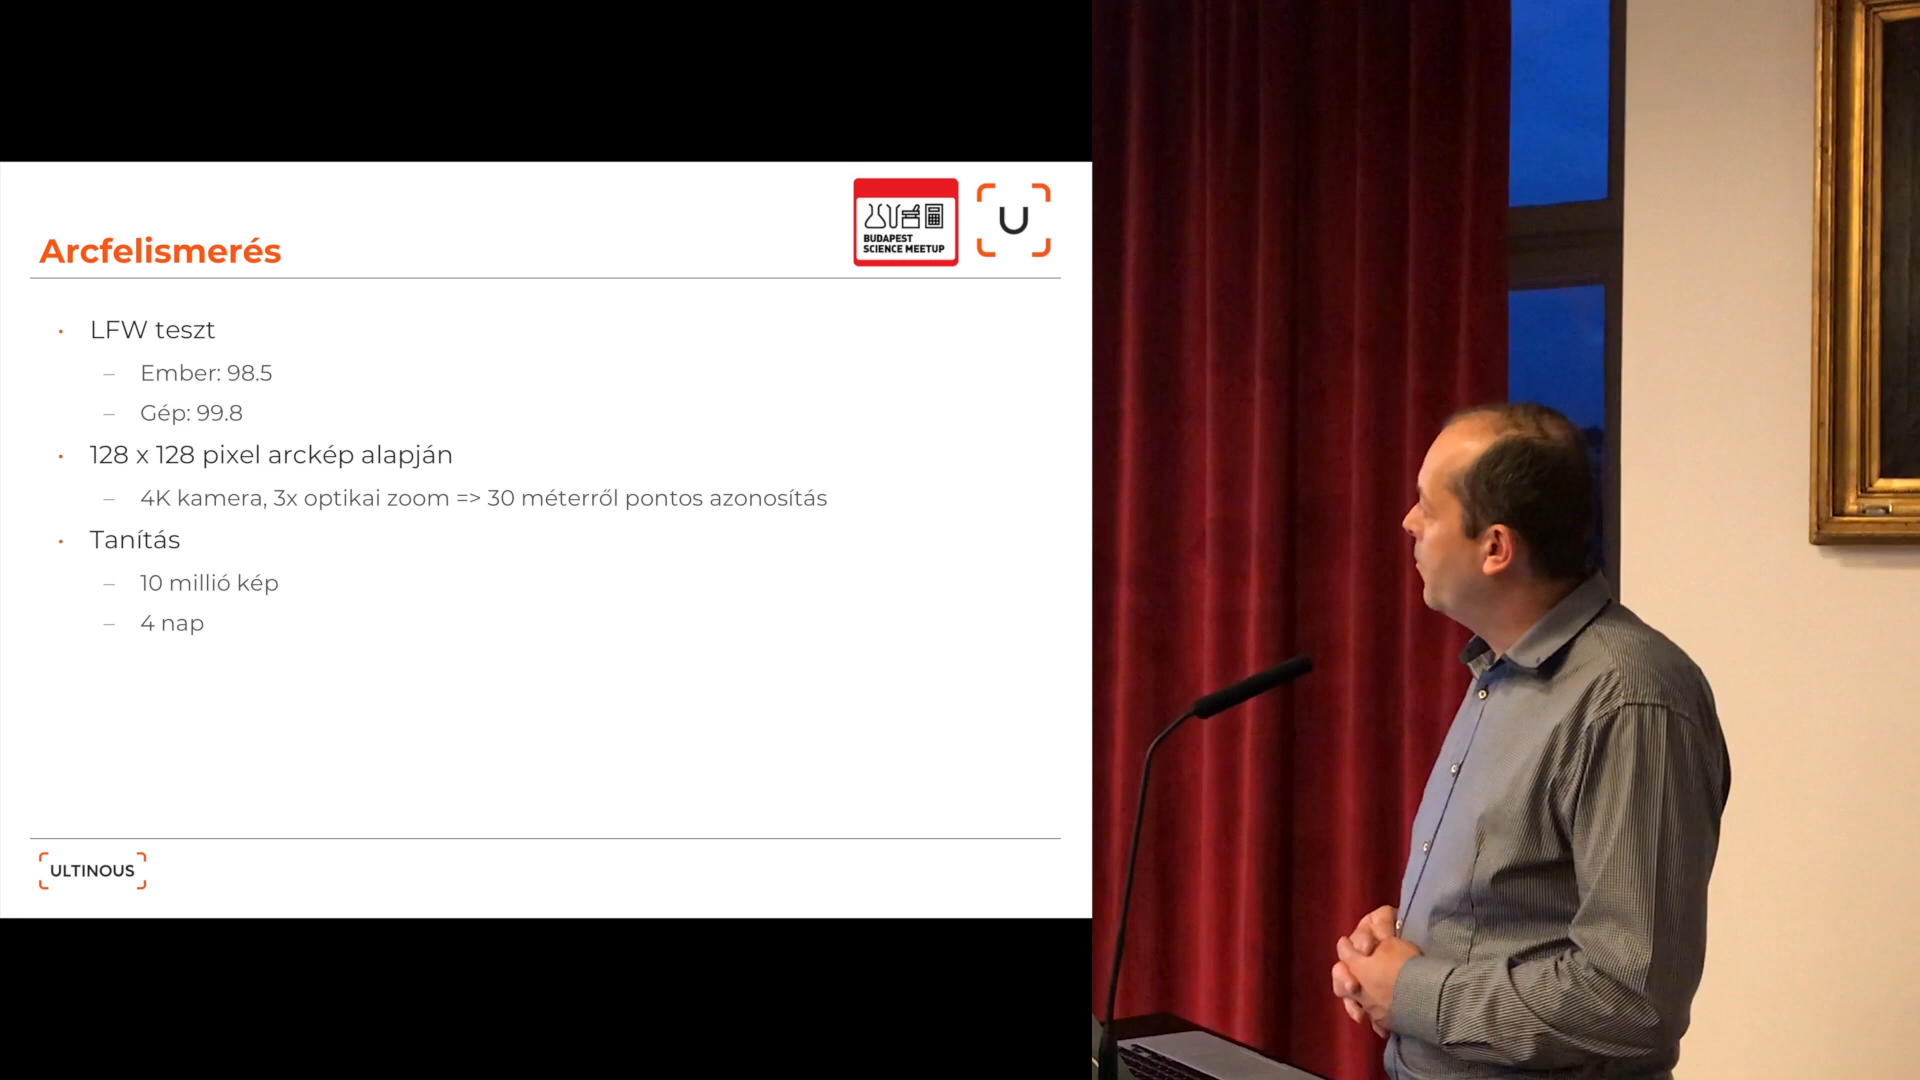 BUDAPEST
SCIENCE MEETUP
U
Arcfelismerés
LFW teszt
– Ember: 98.5
– Gép: 99.8
128 x 128 pixel arckép alapján
– 4K kamera, 3x optikai zoom => 30 méterről pontos azonosítás
Tanítás
– 10 millió kép
– 4 nap
ULTINOUS